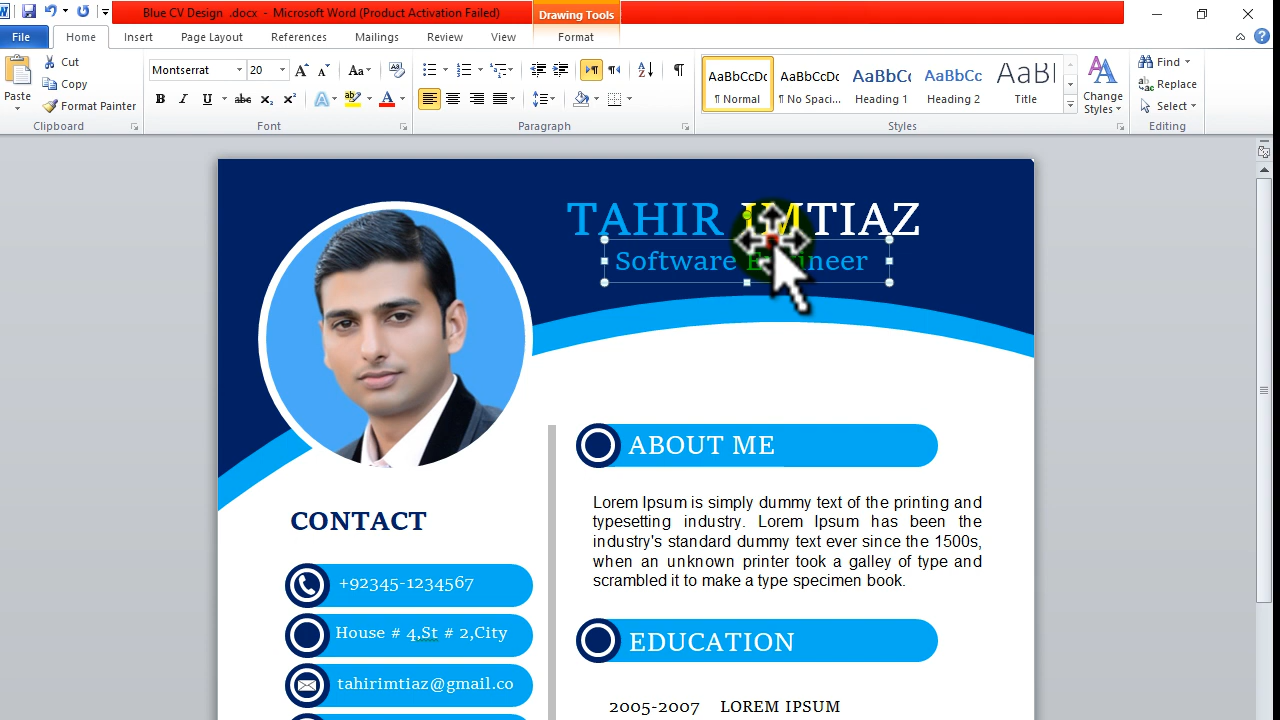 Blue CV Design .docx - Microsoft Word (Product Activation Failed)
Drawing Tools
File Home Insert Page Layout References Mailings Review View Format
Paste
Cut
Copy
Format Painter
Clipboard
Montserrat 20
Font
Paragraph
AaBbCcDc AaBbCcDc AaBbCc AaBbCc AaBl
¶ Normal ¶ No Spaci... Heading 1 Heading 2 Title
Change
Styles
Styles
Find
Replace
Select
Editing
TAHIR IMTIAZ
Software Engineer
ABOUT ME
Lorem Ipsum is simply dummy text of the printing and
typesetting industry. Lorem Ipsum has been the
industry's standard dummy text ever since the 1500s,
when an unknown printer took a galley of type and
scrambled it to make a type specimen book.
CONTACT
+92345-1234567
House # 4,St # 2,City
tahirimtiaz@gmail.co
EDUCATION
2005-2007 LOREM IPSUM